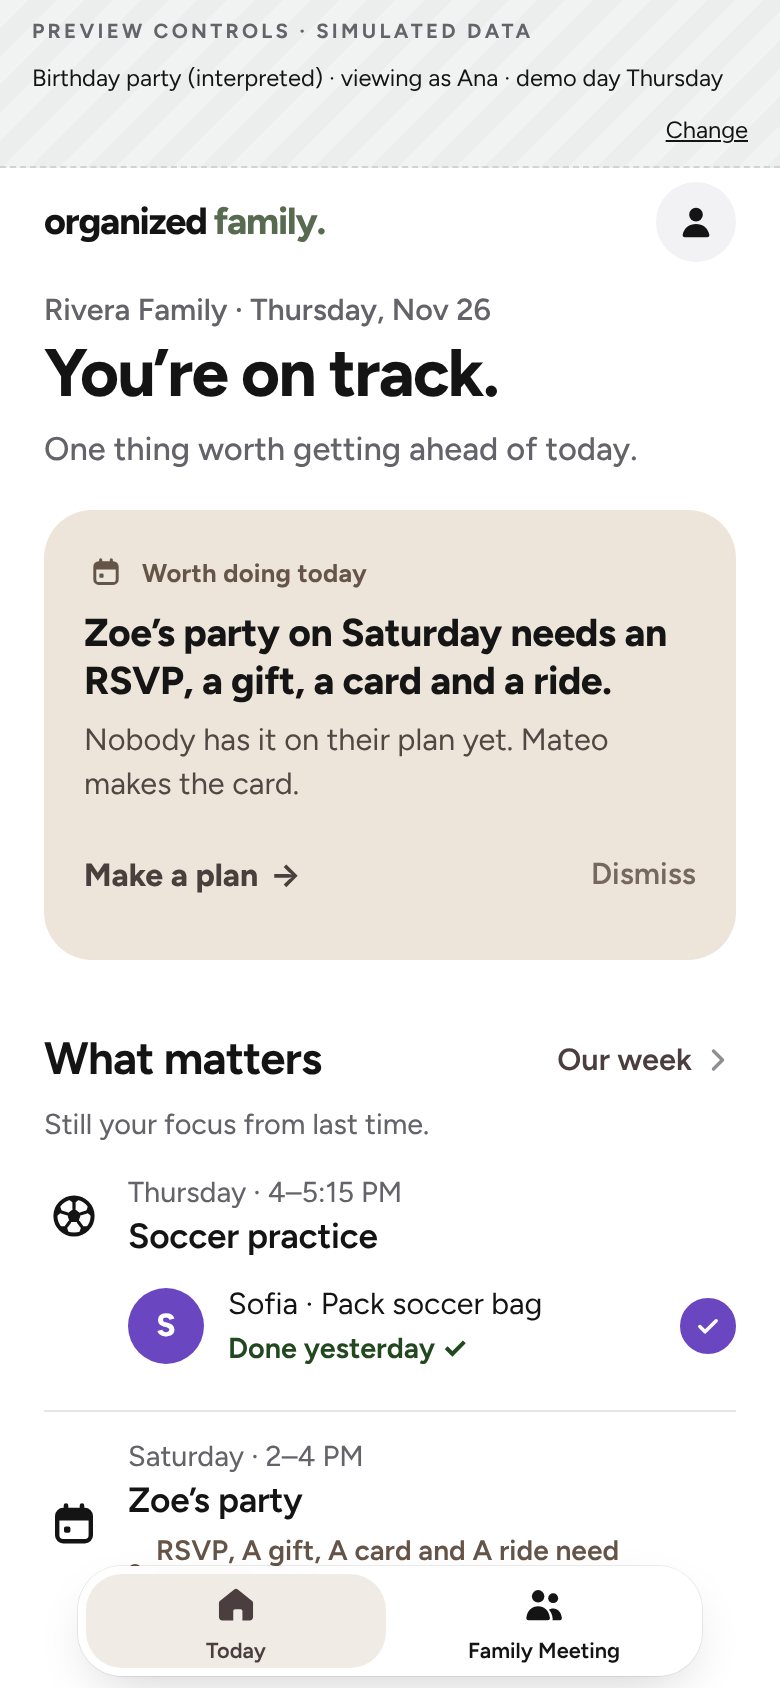 PREVIEW CONTROLS · SIMULATED DATA
Birthday party (interpreted) · viewing as Ana · demo day Thursday
Change
organized family.
Rivera Family · Thursday, Nov 26
You’re on track.
One thing worth getting ahead of today.
Worth doing today
Zoe’s party on Saturday needs an
RSVP, a gift, a card and a ride.
Nobody has it on their plan yet. Mateo
makes the card.
Make a plan →
Dismiss
What matters
Our week
Still your focus from last time.
Thursday · 4–5:15 PM
Soccer practice
S
Sofia · Pack soccer bag
Done yesterday ✓
Saturday · 2–4 PM
Zoe’s party
RSVP, A gift, A card and A ride need
Today
Family Meeting